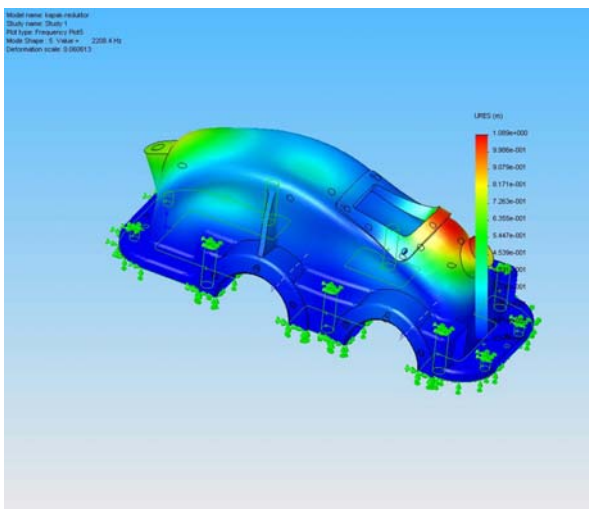 Model name: kapak-reduktor
Study name: Study 1
Plot type: Frequency Plot5
Mode Shape : 5 Value = 2208.4 Hz
Deformation scale: 0.060613
URES (m)
1.089e+000
9.986e-001
9.079e-001
8.171e-001
7.263e-001
6.355e-001
5.447e-001
4.539e-001